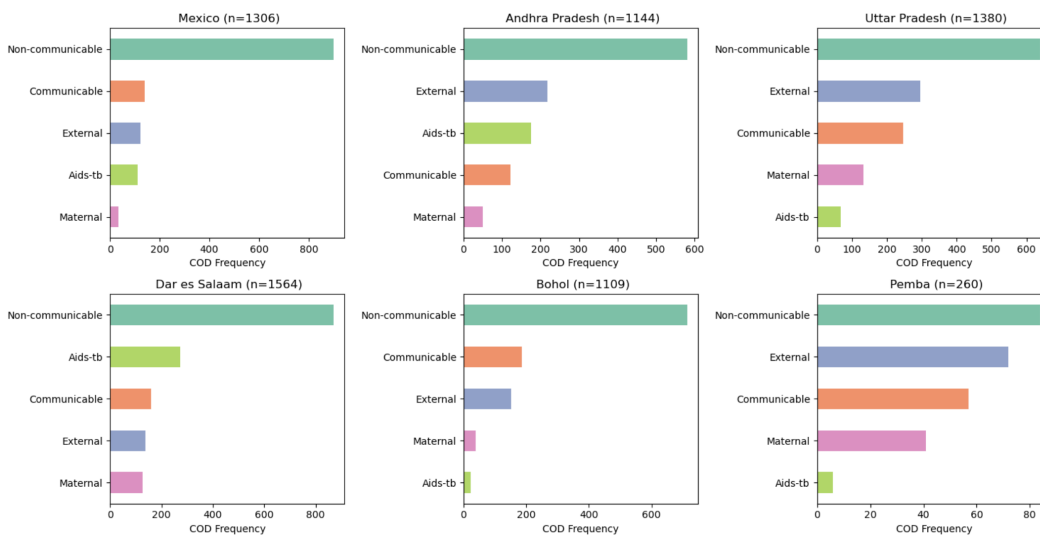 Mexico (n=1306)
Non-communicable
Communicable
External
Aids-tb
Maternal
0 200 400 600 800
COD Frequency
Andhra Pradesh (n=1144)
Non-communicable
External
Aids-tb
Communicable
Maternal
0 100 200 300 400 500 600
COD Frequency
Uttar Pradesh (n=1380)
Non-communicable
External
Communicable
Maternal
Aids-tb
0 100 200 300 400 500 600
COD Frequency
Dar es Salaam (n=1564)
Non-communicable
Aids-tb
Communicable
External
Maternal
0 200 400 600 800
COD Frequency
Bohol (n=1109)
Non-communicable
Communicable
External
Maternal
Aids-tb
0 200 400 600
COD Frequency
Pemba (n=260)
Non-communicable
External
Communicable
Maternal
Aids-tb
0 20 40 60 80
COD Frequency